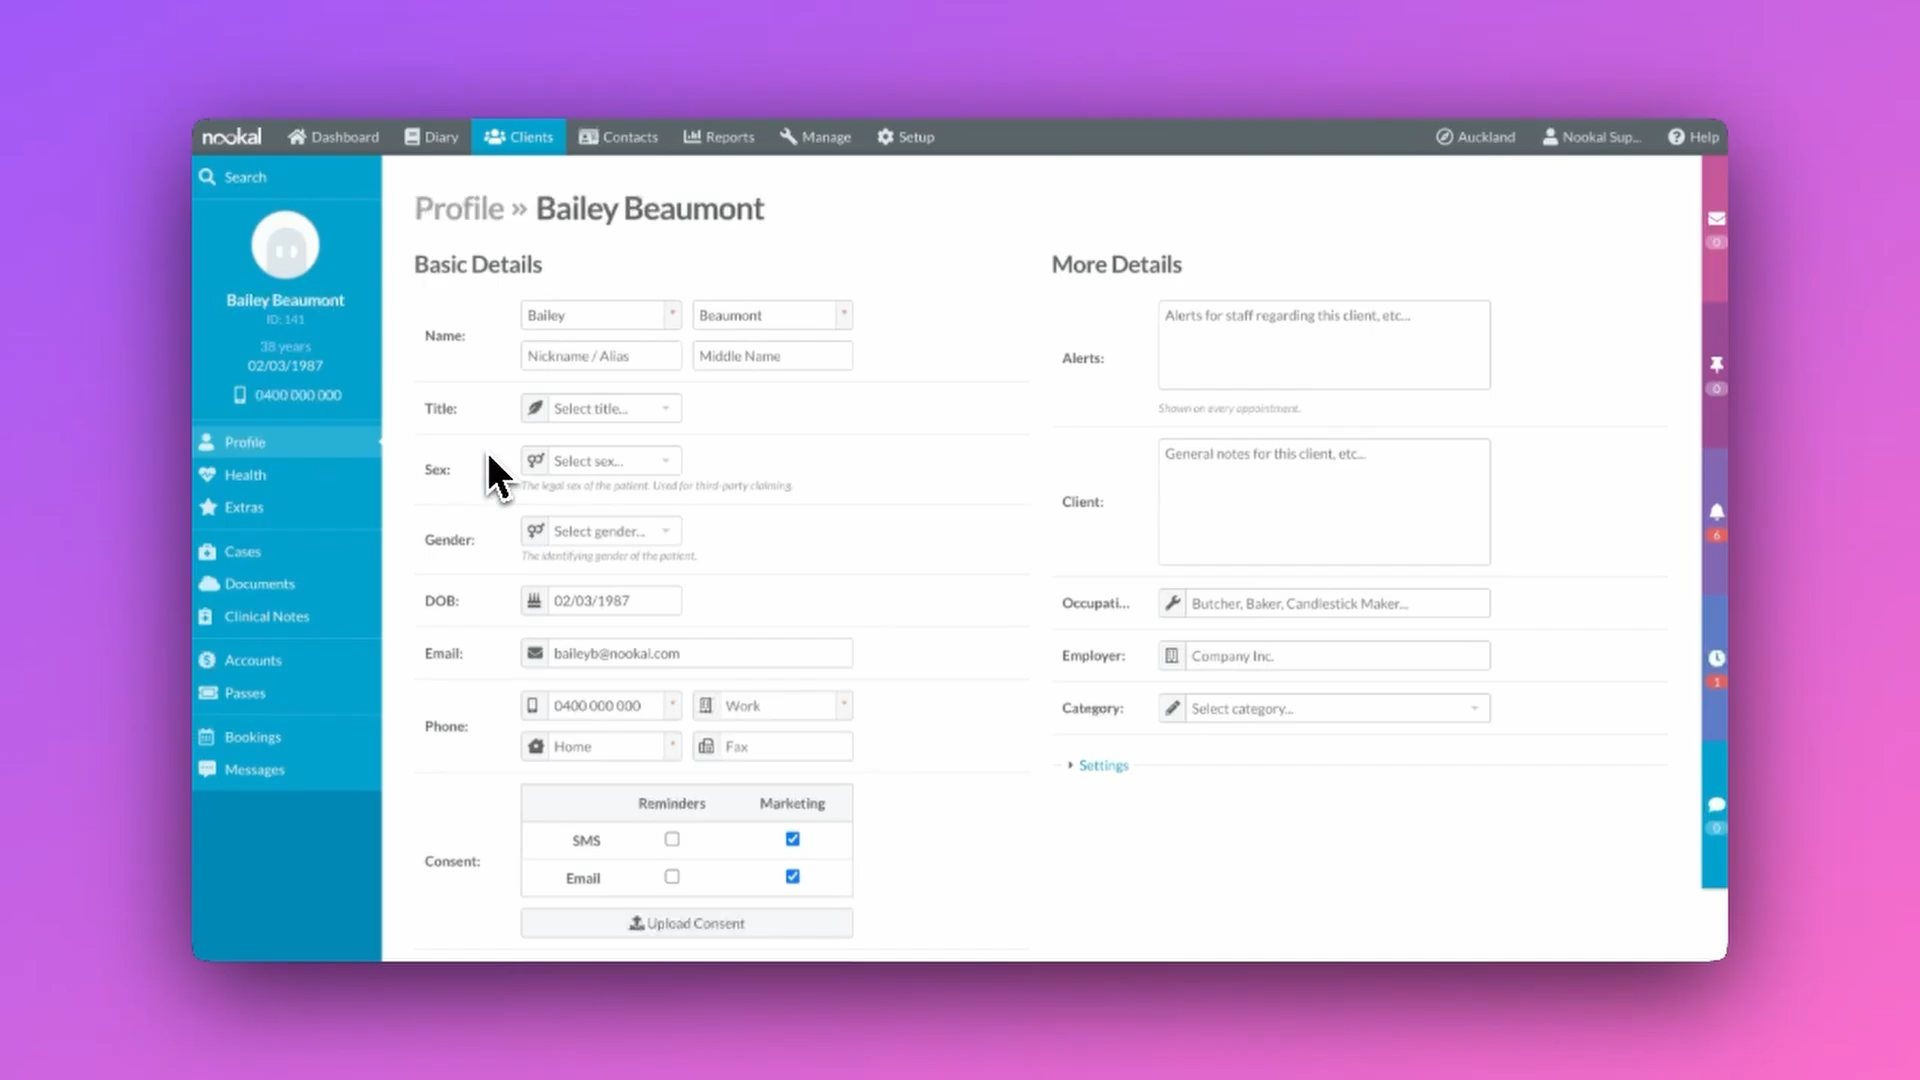 nookal Dashboard Diary Clients Contacts Reports Manage Setup Auckland Nookal Sup... Help
Search
Bailey Beaumont
ID: 141
38 years
02/03/1987
0400 000 000
Profile
Health
Extras
Cases
Documents
Clinical Notes
Accounts
Passes
Bookings
Messages
Profile » Bailey Beaumont
Basic Details
Name: Bailey * Beaumont *
Nickname / Alias Middle Name
Title: Select title...
Sex: Select sex...
The legal sex of the patient. Used for third-party claiming.
Gender: Select gender...
The identifying gender of the patient.
DOB: 02/03/1987
Email: baileyb@nookal.com
Phone: 0400 000 000 * Work *
Home * Fax
Consent:
Reminders Marketing
SMS
Email
Upload Consent
More Details
Alerts: Alerts for staff regarding this client, etc...
Shown on every appointment.
Client: General notes for this client, etc...
Occupati... Butcher, Baker, Candlestick Maker...
Employer: Company Inc.
Category: Select category...
Settings
0
0
6
1
0